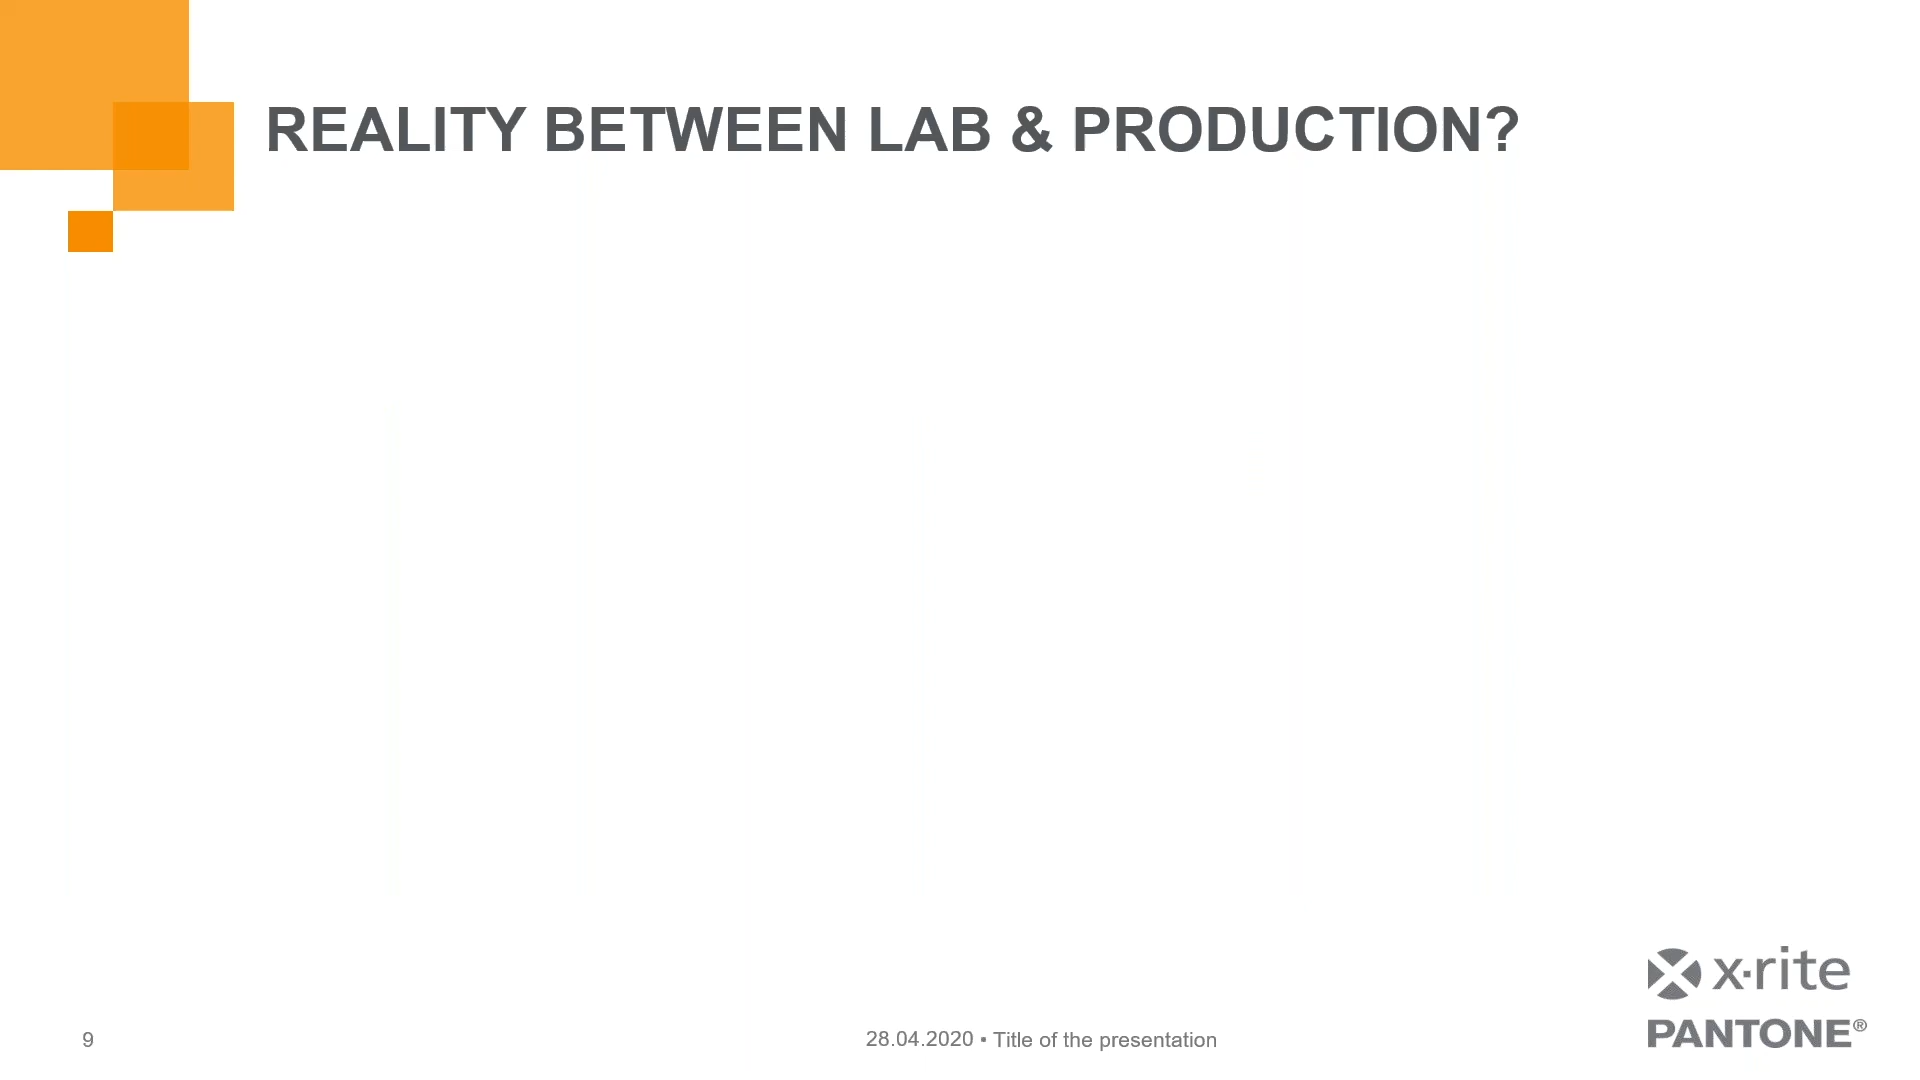 REALITY BETWEEN LAB & PRODUCTION?
x·rite
PANTONE®
9
28.04.2020 ▪ Title of the presentation